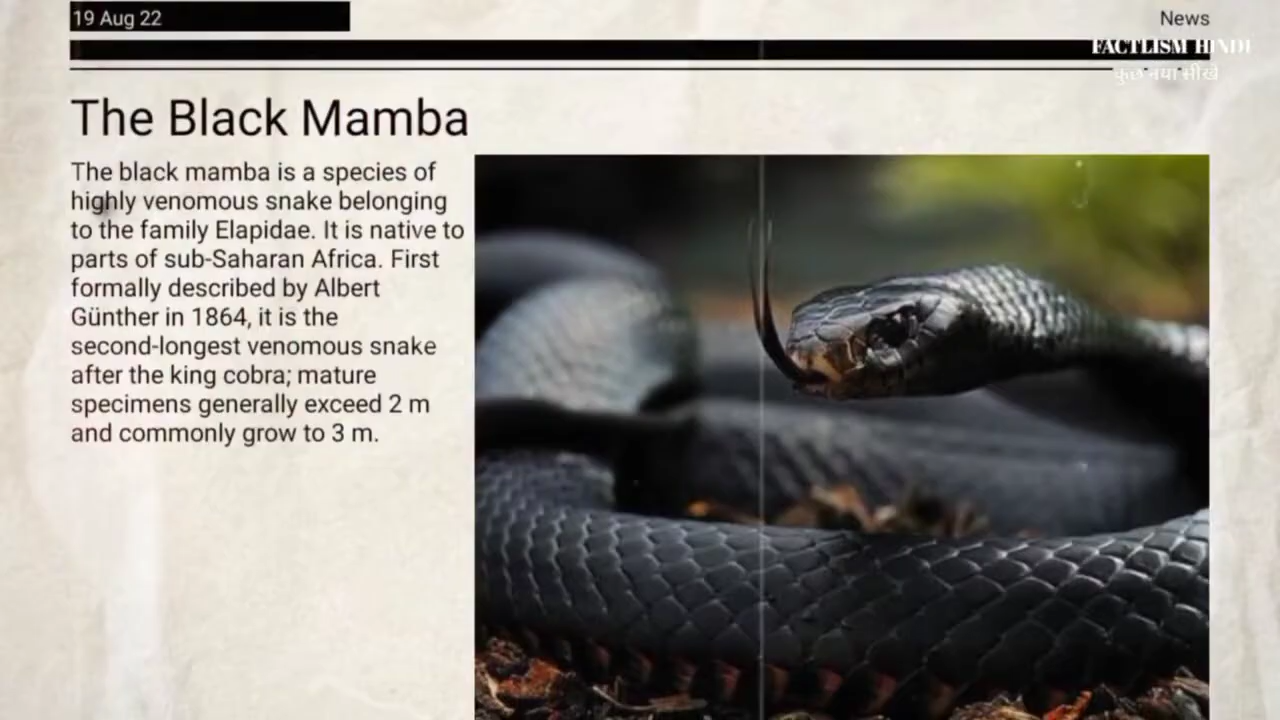 19 Aug 22
News
FACTLISM HINDI
कुछ नया सीखे
The Black Mamba
The black mamba is a species of
highly venomous snake belonging
to the family Elapidae. It is native to
parts of sub-Saharan Africa. First
formally described by Albert
Günther in 1864, it is the
second-longest venomous snake
after the king cobra; mature
specimens generally exceed 2 m
and commonly grow to 3 m.